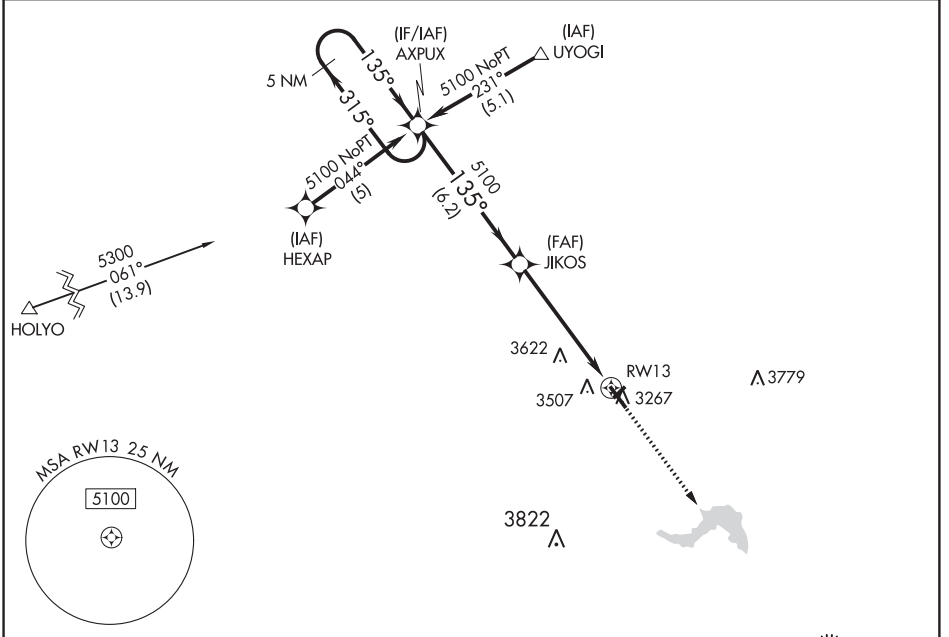 (IF/IAF)
AXPUX
(IAF)
UYOGI
5 NM
135°
315°
5100 NoPT
231°
(5.1)
5100 NoPT
044°
(5)
5100
135°
(6.2)
(IAF)
HEXAP
5300
061°
(13.9)
HOLYO
(FAF)
JIKOS
3622
RW13
3507
3267
3779
MSA RW13 25 NM
5100
3822